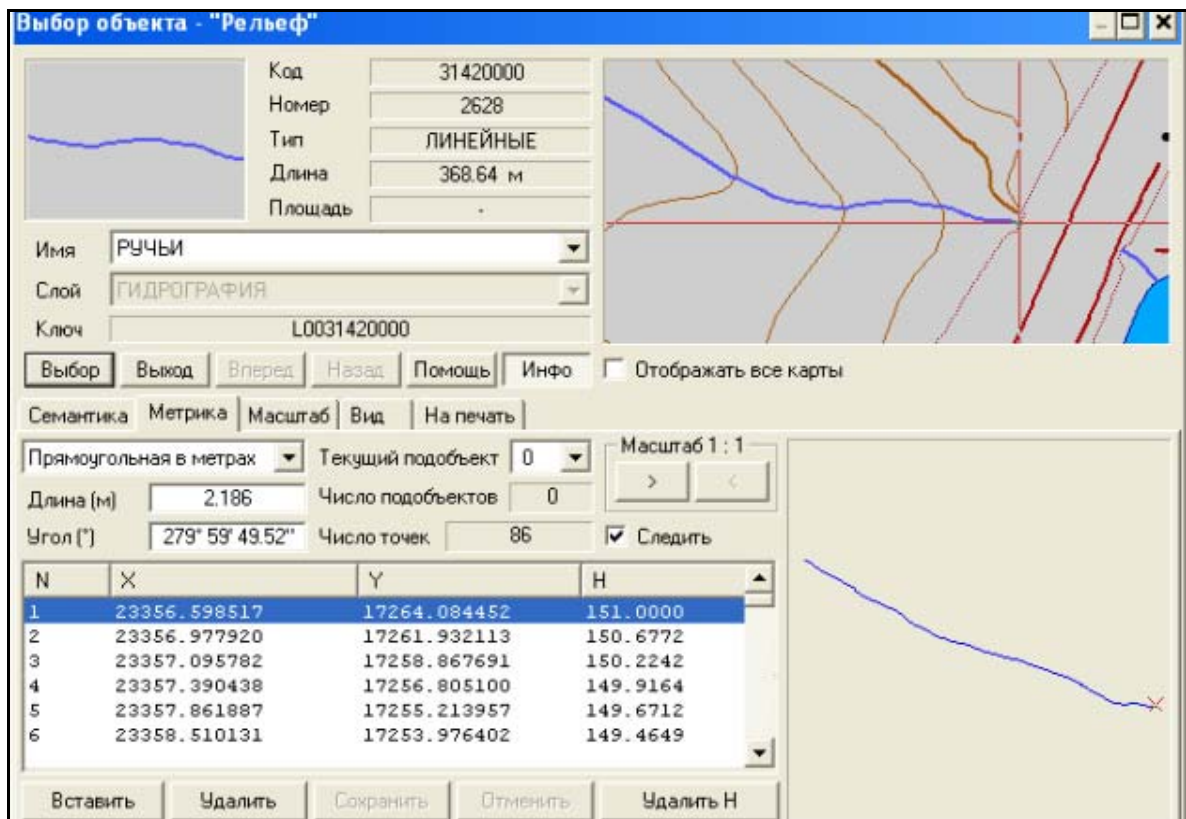 Выбор объекта - "Рельеф"
Код 31420000
Номер 2628
Тип ЛИНЕЙНЫЕ
Длина 368.64 м
Площадь -
Имя РУЧЬИ
Слой ГИДРОГРАФИЯ
Ключ L0031420000
Выбор Выход Вперед Назад Помощь Инфо Отображать все карты
Семантика Метрика Масштаб Вид На печать
Прямоугольная в метрах Текущий подобъект 0 Масштаб 1 : 1
Длина (м) 2.186 Число подобъектов 0 > <
Угол (°) 279° 59' 49.52'' Число точек 86 Следить
N X Y H
1 23356.598517 17264.084452 151.0000
2 23356.977920 17261.932113 150.6772
3 23357.095782 17258.867691 150.2242
4 23357.390438 17256.805100 149.9164
5 23357.861887 17255.213957 149.6712
6 23358.510131 17253.976402 149.4649
Вставить Удалить Сохранить Отменить Удалить H